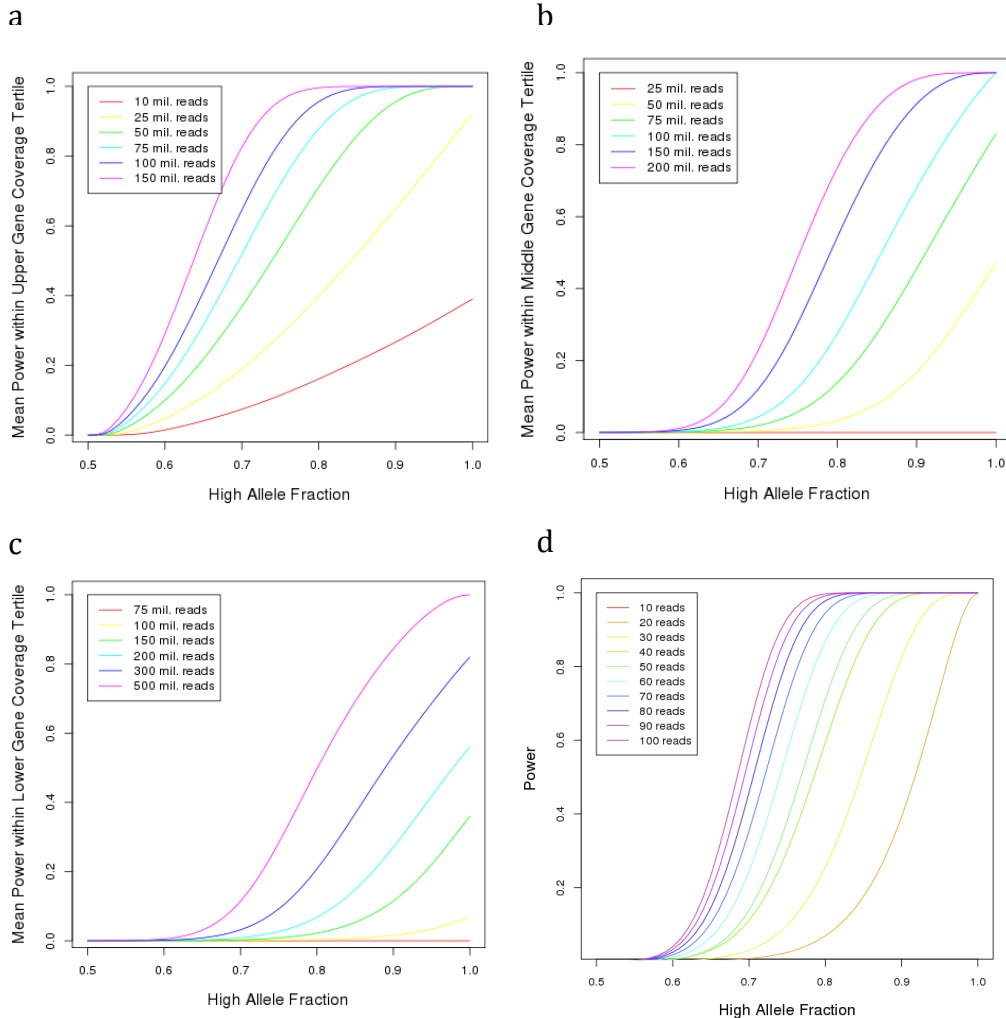 a
Mean Power within Upper Gene Coverage Tertile
1.0
0.8
0.6
0.4
0.2
0.0
10 mil. reads
25 mil. reads
50 mil. reads
75 mil. reads
100 mil. reads
150 mil. reads
0.5 0.6 0.7 0.8 0.9 1.0
High Allele Fraction
b
Mean Power within Middle Gene Coverage Tertile
1.0
0.8
0.6
0.4
0.2
0.0
25 mil. reads
50 mil. reads
75 mil. reads
100 mil. reads
150 mil. reads
200 mil. reads
0.5 0.6 0.7 0.8 0.9 1.0
High Allele Fraction
c
Mean Power within Lower Gene Coverage Tertile
1.0
0.8
0.6
0.4
0.2
0.0
75 mil. reads
100 mil. reads
150 mil. reads
200 mil. reads
300 mil. reads
500 mil. reads
0.5 0.6 0.7 0.8 0.9 1.0
High Allele Fraction
d
Power
1.0
0.8
0.6
0.4
0.2
10 reads
20 reads
30 reads
40 reads
50 reads
60 reads
70 reads
80 reads
90 reads
100 reads
0.5 0.6 0.7 0.8 0.9 1.0
High Allele Fraction